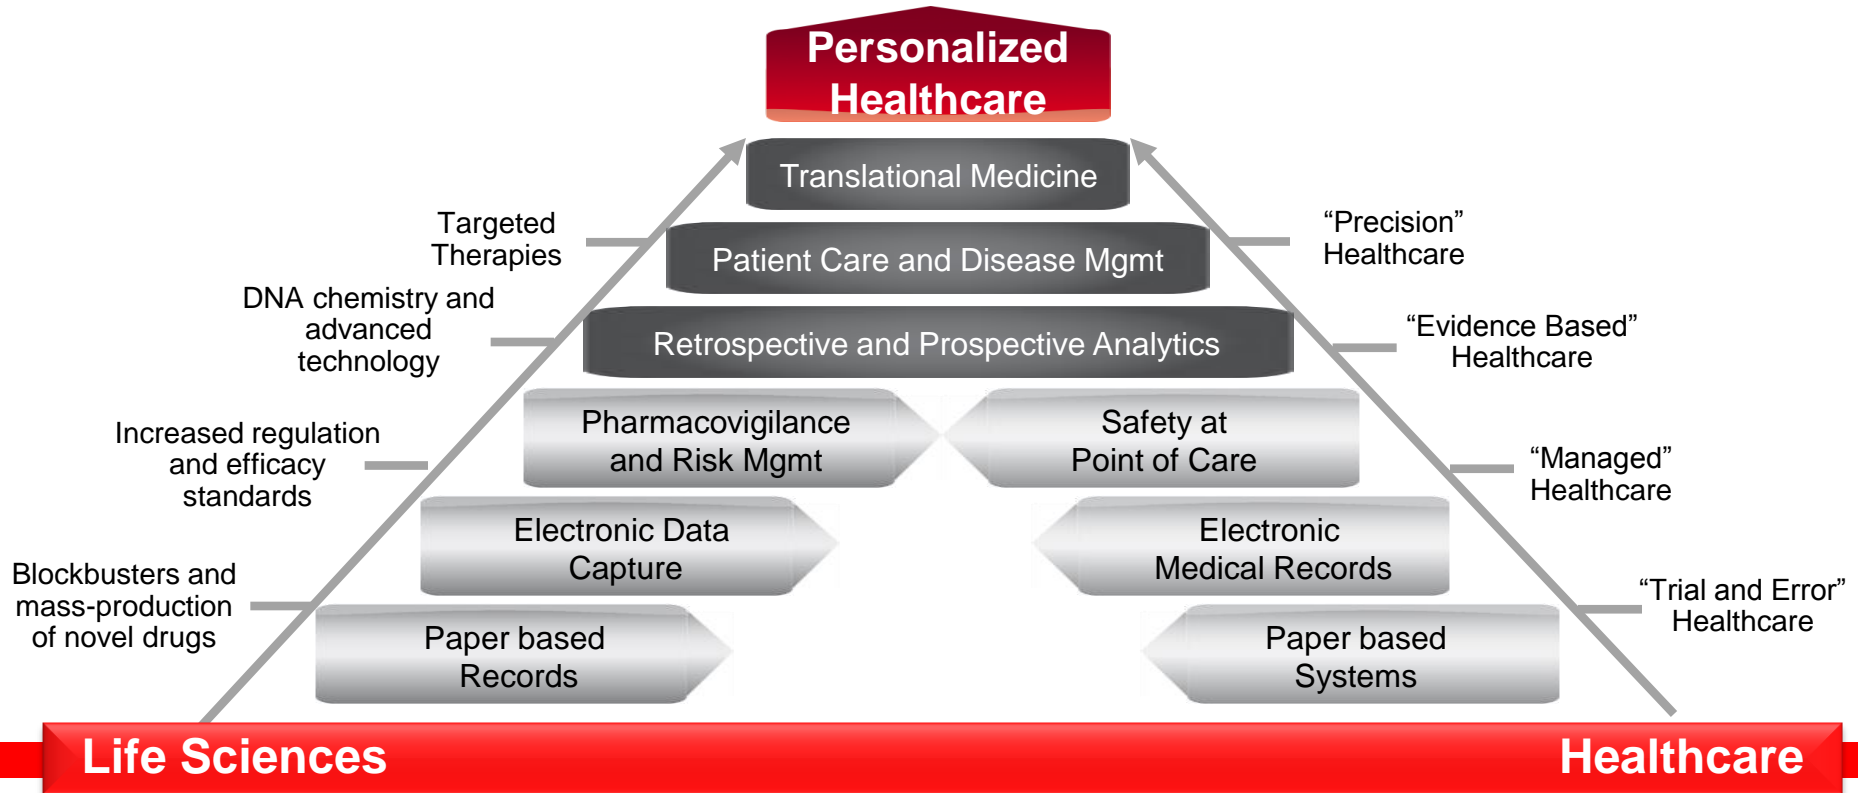 Personalized
Healthcare
Translational Medicine
Targeted
Therapies
Patient Care and Disease Mgmt
“Precision”
Healthcare
DNA chemistry and
advanced
technology
Retrospective and Prospective Analytics
“Evidence Based”
Healthcare
Increased regulation
and efficacy
standards
Pharmacovigilance
and Risk Mgmt
Safety at
Point of Care
“Managed”
Healthcare
Electronic Data
Capture
Electronic
Medical Records
Blockbusters and
mass-production
of novel drugs
Paper based
Records
Paper based
Systems
“Trial and Error”
Healthcare
Life Sciences
Healthcare